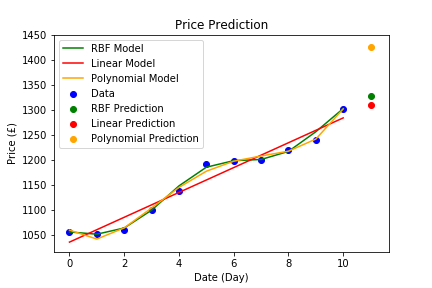 Price Prediction
1450
1400
1350
1300
1250
1200
1150
1100
1050
Price (£)
RBF Model
Linear Model
Polynomial Model
Data
RBF Prediction
Linear Prediction
Polynomial Prediction
0 2 4 6 8 10
Date (Day)